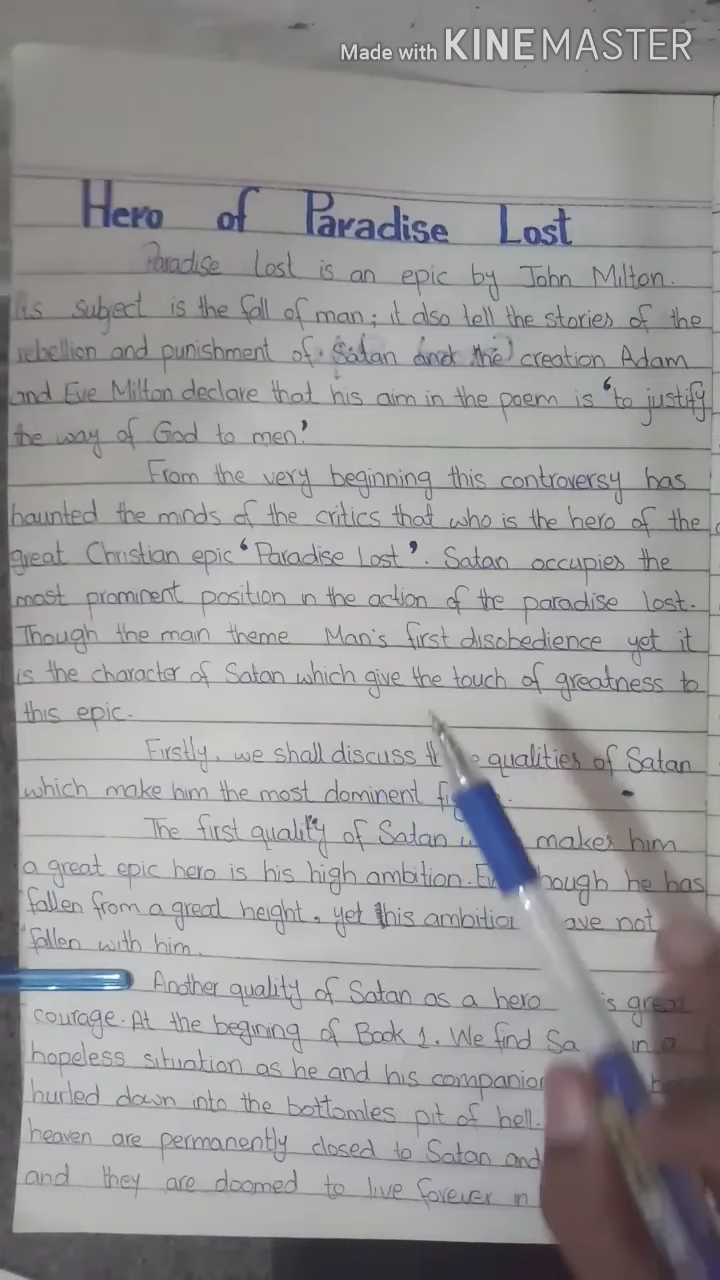 Made with KINEMASTER
Hero of Paradise Lost
Paradise Lost is an epic by John Milton.
Its subject is the fall of man; it also tell the stories of the
rebellion and punishment of Satan and the creation Adam
and Eve Milton declare that his aim in the poem is ‘to justify
the way of God to men’
From the very beginning this controversy has
haunted the minds of the critics that who is the hero of the
great Christian epic ‘Paradise Lost’. Satan occupies the
most prominent position in the action of the paradise lost.
Though the main theme Man's first disobedience yet it
is the character of Satan which give the touch of greatness to
this epic.
Firstly, we shall discuss qualities of Satan
which make him the most dominent
The first quality of Satan makes him
a great epic hero is his high ambition. he has
fallen from a great height, yet this not
fallen with him.
Another quality of Satan as a hero is great
courage. At the begining of Book 1. We find in a
hopeless situation as he and his
hurled down into the bottomles pit of hell.
heaven are permanently closed to Satan and
and they are doomed to live forever in